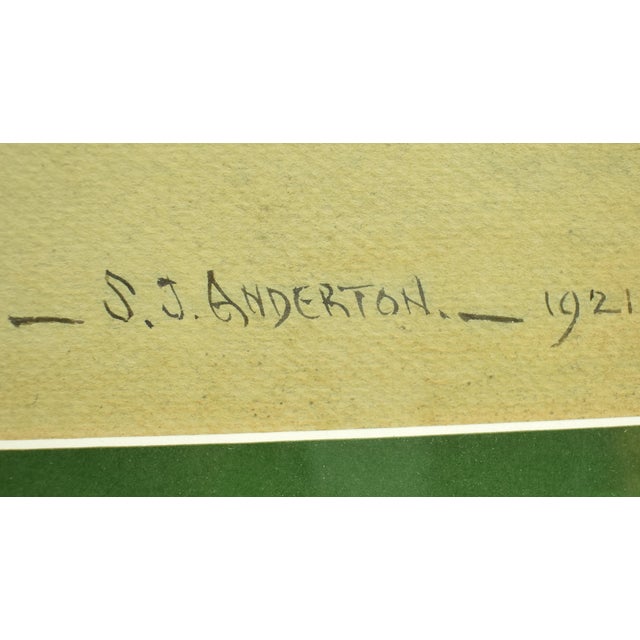 — S. J. ANDERTON. — 1921